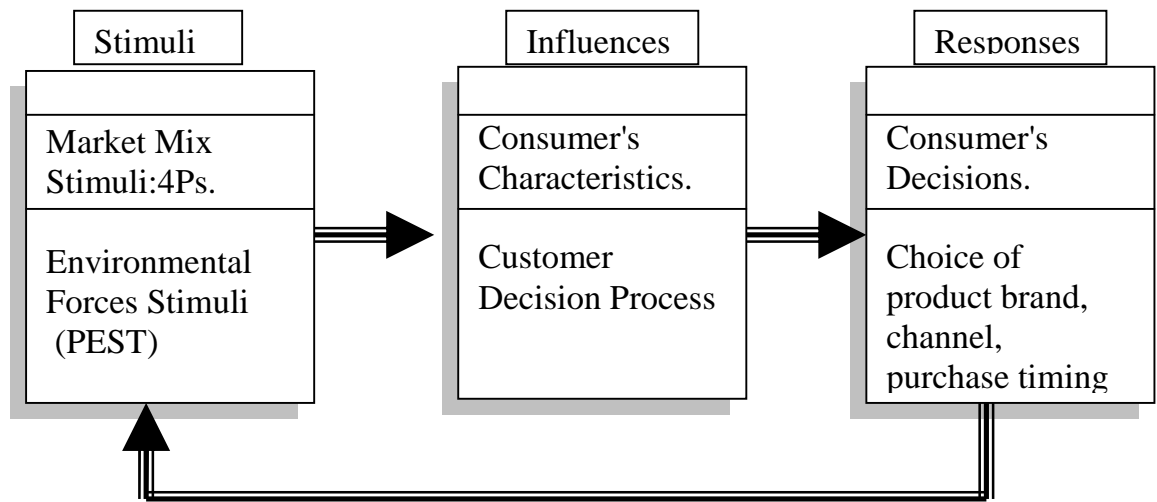 Stimuli
Market Mix
Stimuli:4Ps.
Environmental
Forces Stimuli
(PEST)
Influences
Consumer's
Characteristics.
Customer
Decision Process
Responses
Consumer's
Decisions.
Choice of
product brand,
channel,
purchase timing